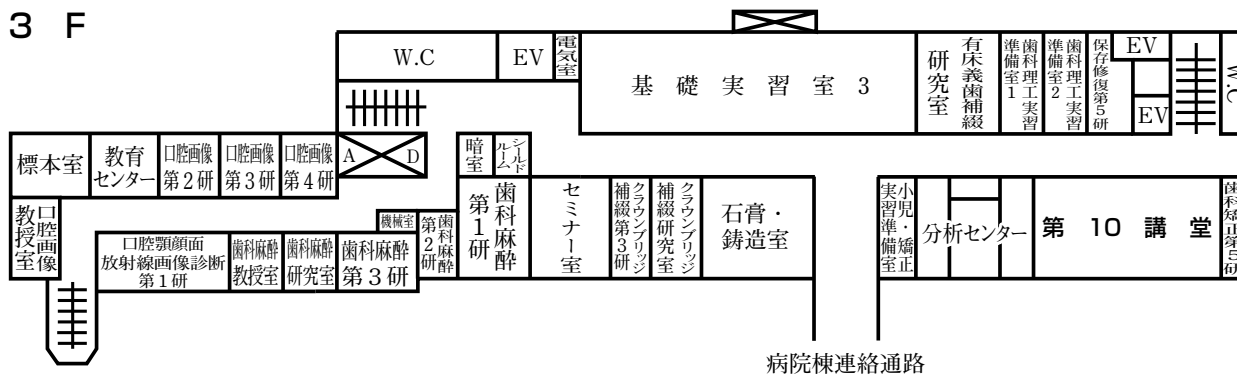 3 F
W.C
EV
電気室
基 礎 実 習 室 3
有床義歯補綴
研究室
歯科理工実習
準備室1
歯科理工実習
準備室2
保存修復第5研
EV
EV
W.C
標本室
教育
センター
口腔画像
第2研
口腔画像
第3研
口腔画像
第4研
A D
暗室
シールド
ルーム
口腔画像
教授室
口腔顎顔面
放射線画像診断
第1研
歯科麻酔
教授室
歯科麻酔
研究室
歯科麻酔
第3研
機械室
歯科麻酔
第2研
歯科麻酔
第1研
セミナー室
クラウンブリッジ
補綴第3研
クラウンブリッジ
補綴研究室
石膏・
鋳造室
小児・矯正
実習準備室
分析センター
第 10 講 堂
歯科矯正第5研
病院棟連絡通路